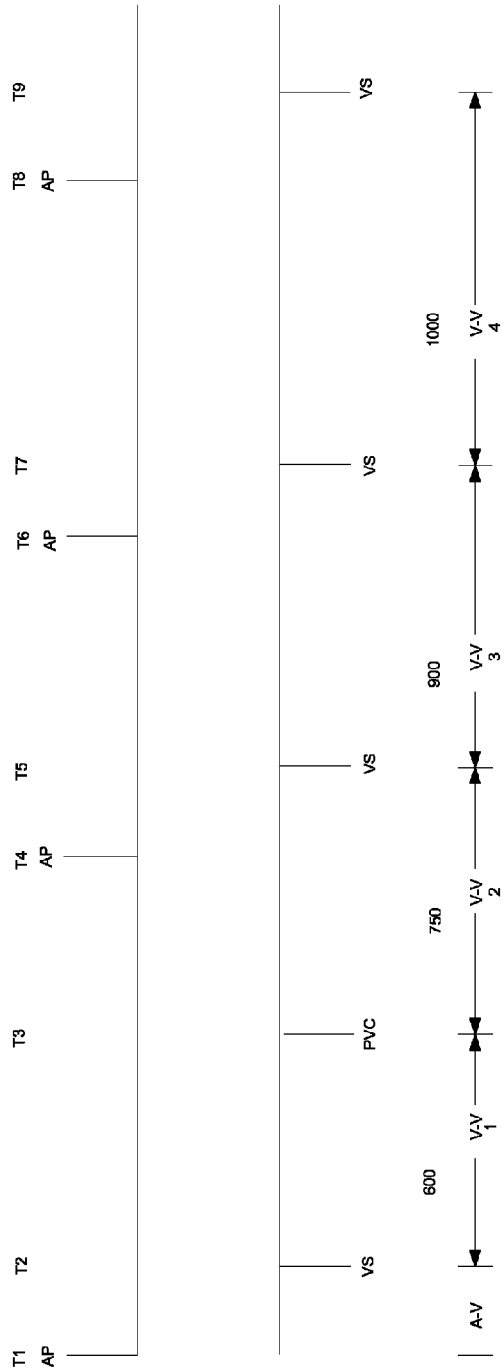 T1 T2 T3 T4 T5 T6 T7 T8 T9
AP AP AP AP AP
VS PVC VS VS VS
600 750 900 1000
A-V V-V V-V V-V V-V
1 2 3 4